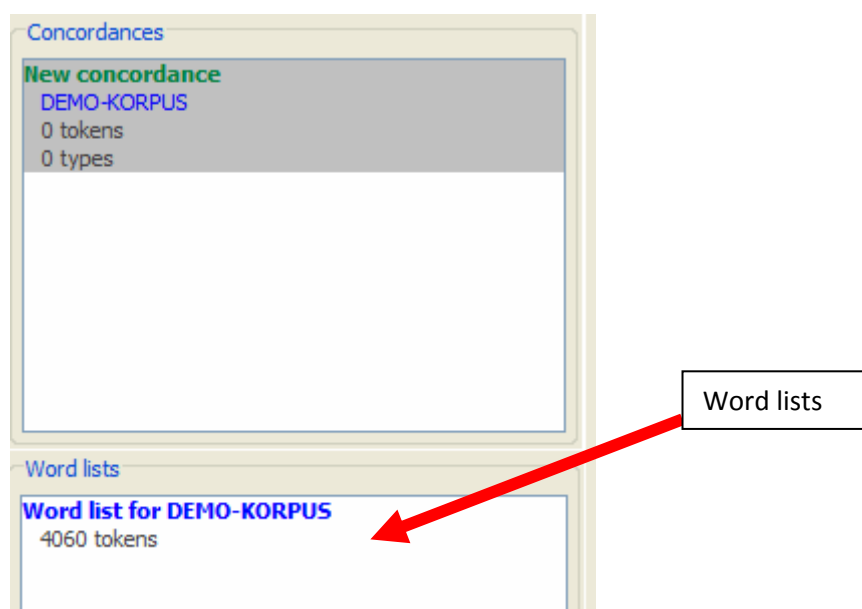 Concordances
New concordance
DEMO-KORPUS
0 tokens
0 types
Word lists
Word lists
Word list for DEMO-KORPUS
4060 tokens